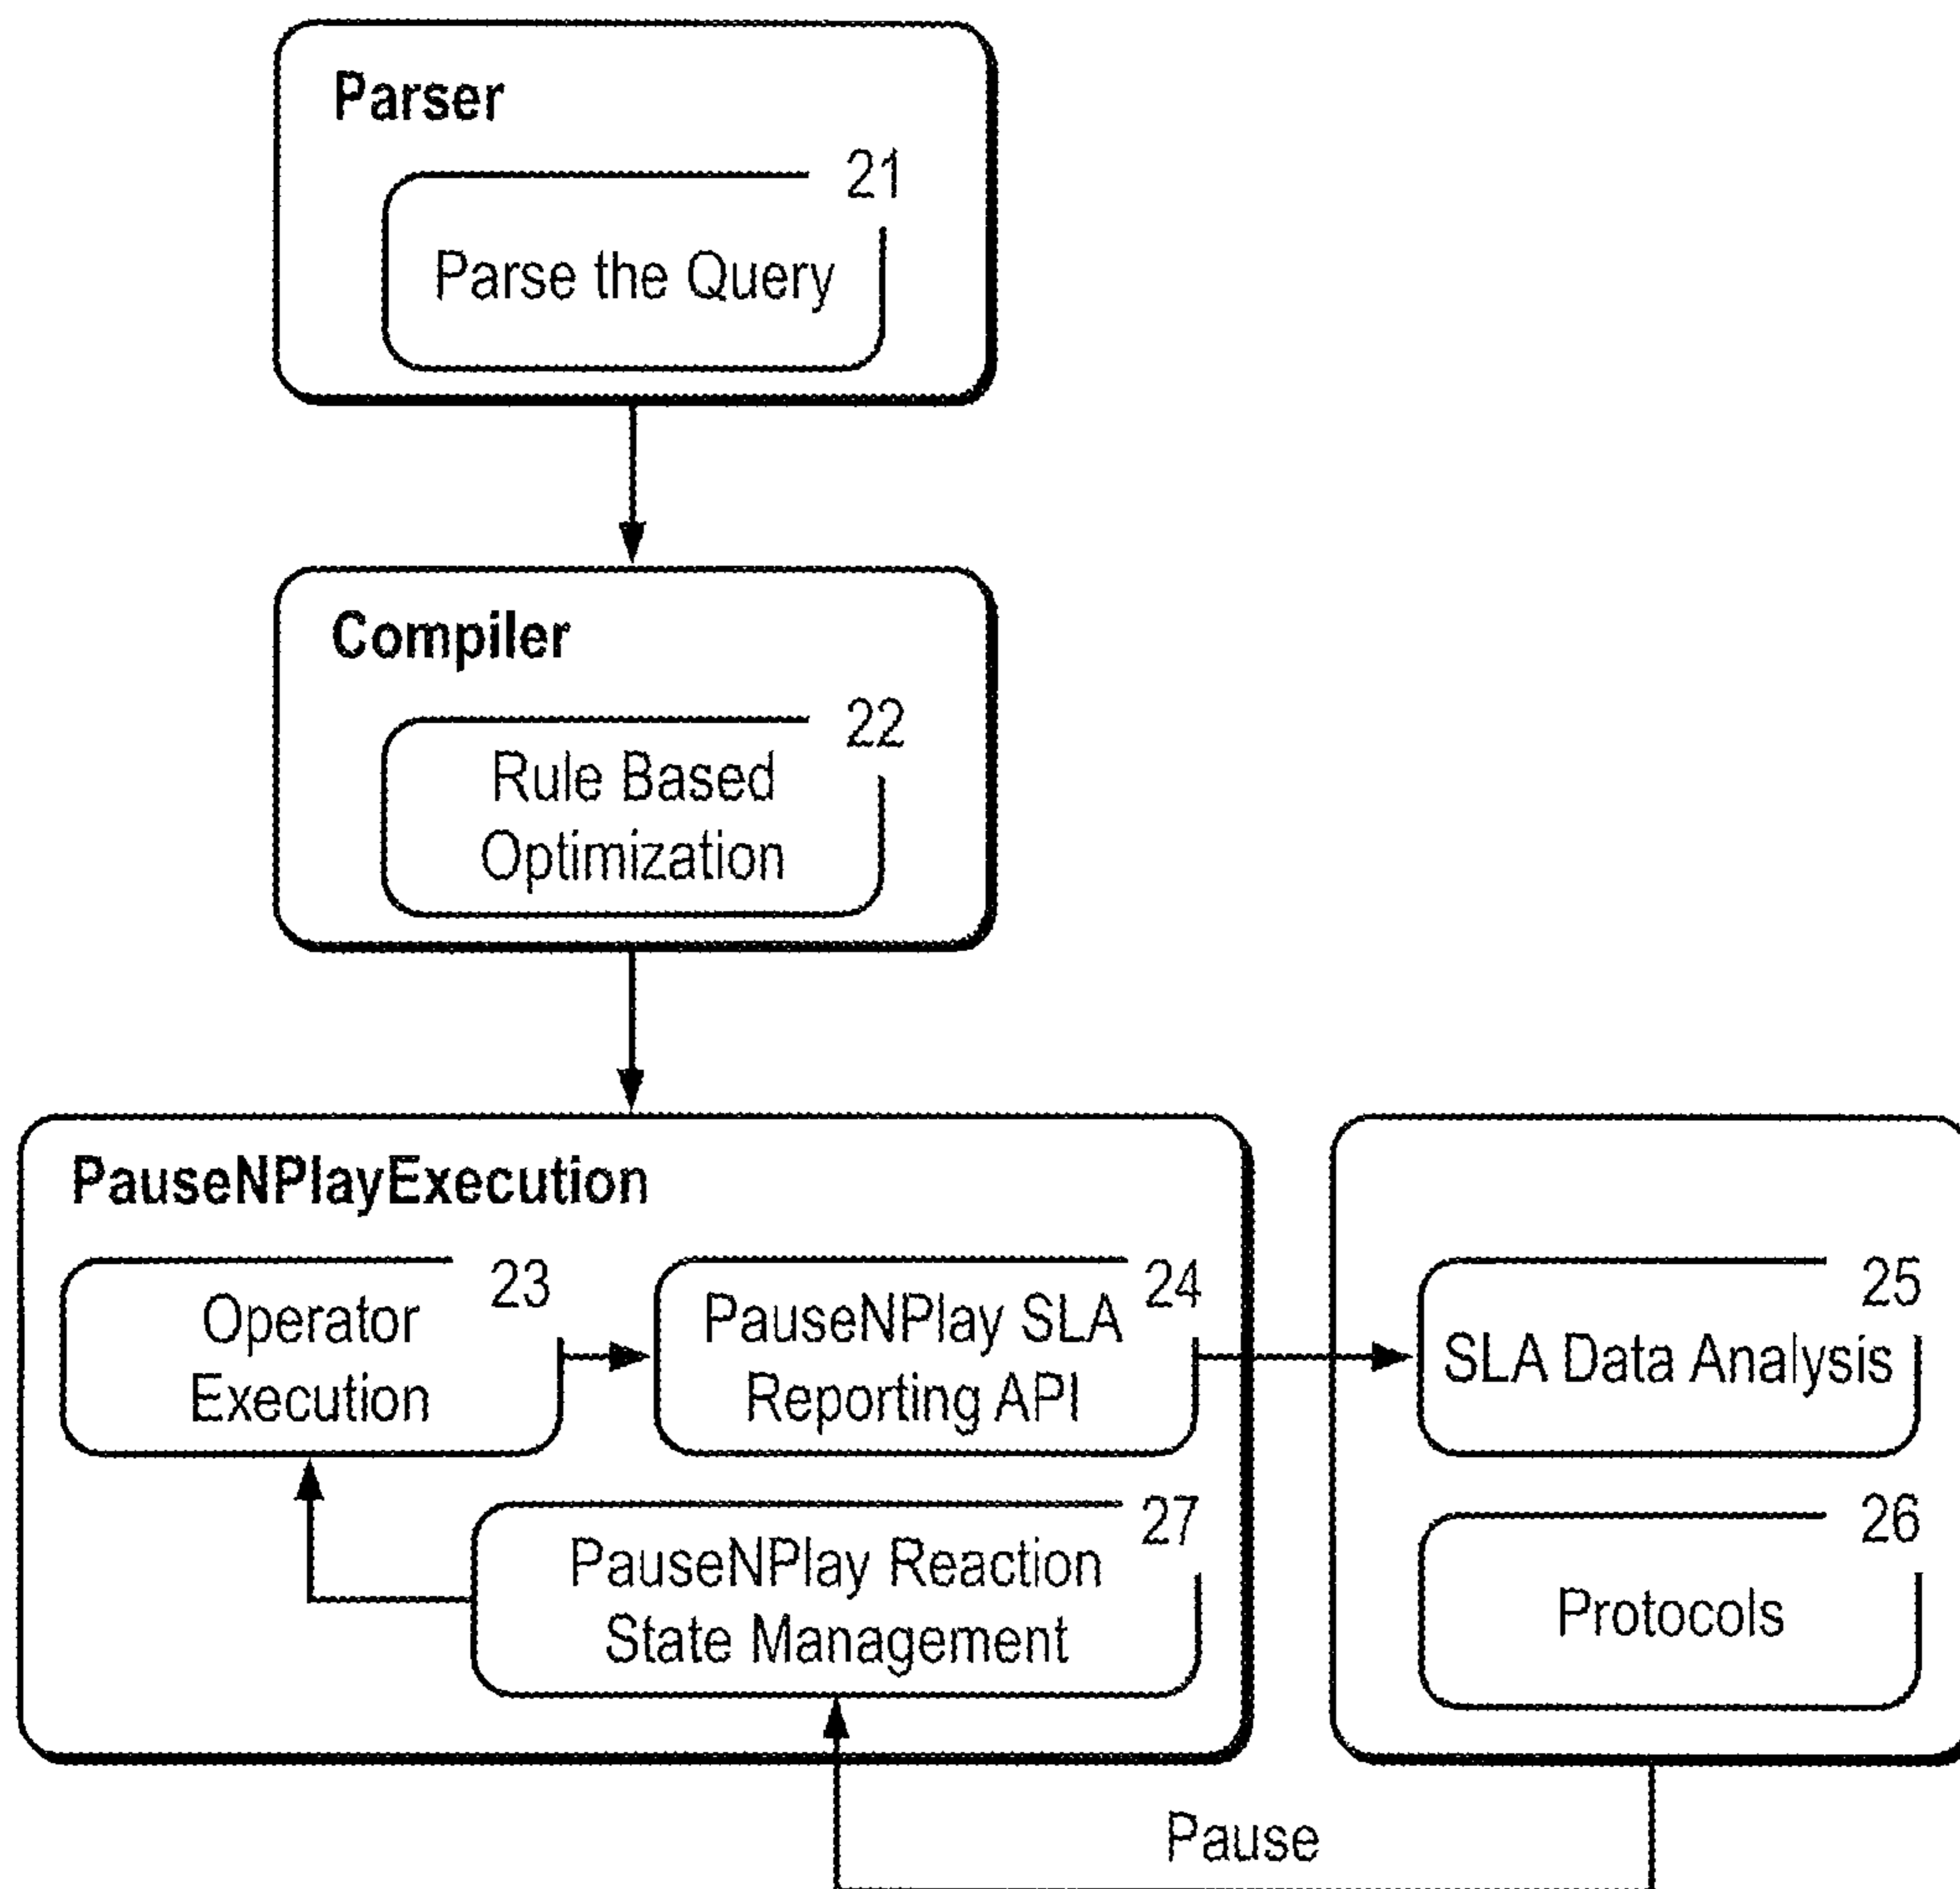 Parser
21
Parse the Query
Compiler
22
Rule Based
Optimization
PauseNPlayExecution
23
Operator
Execution
24
PauseNPlay SLA
Reporting API
25
SLA Data Analysis
27
PauseNPlay Reaction
State Management
26
Protocols
Pause